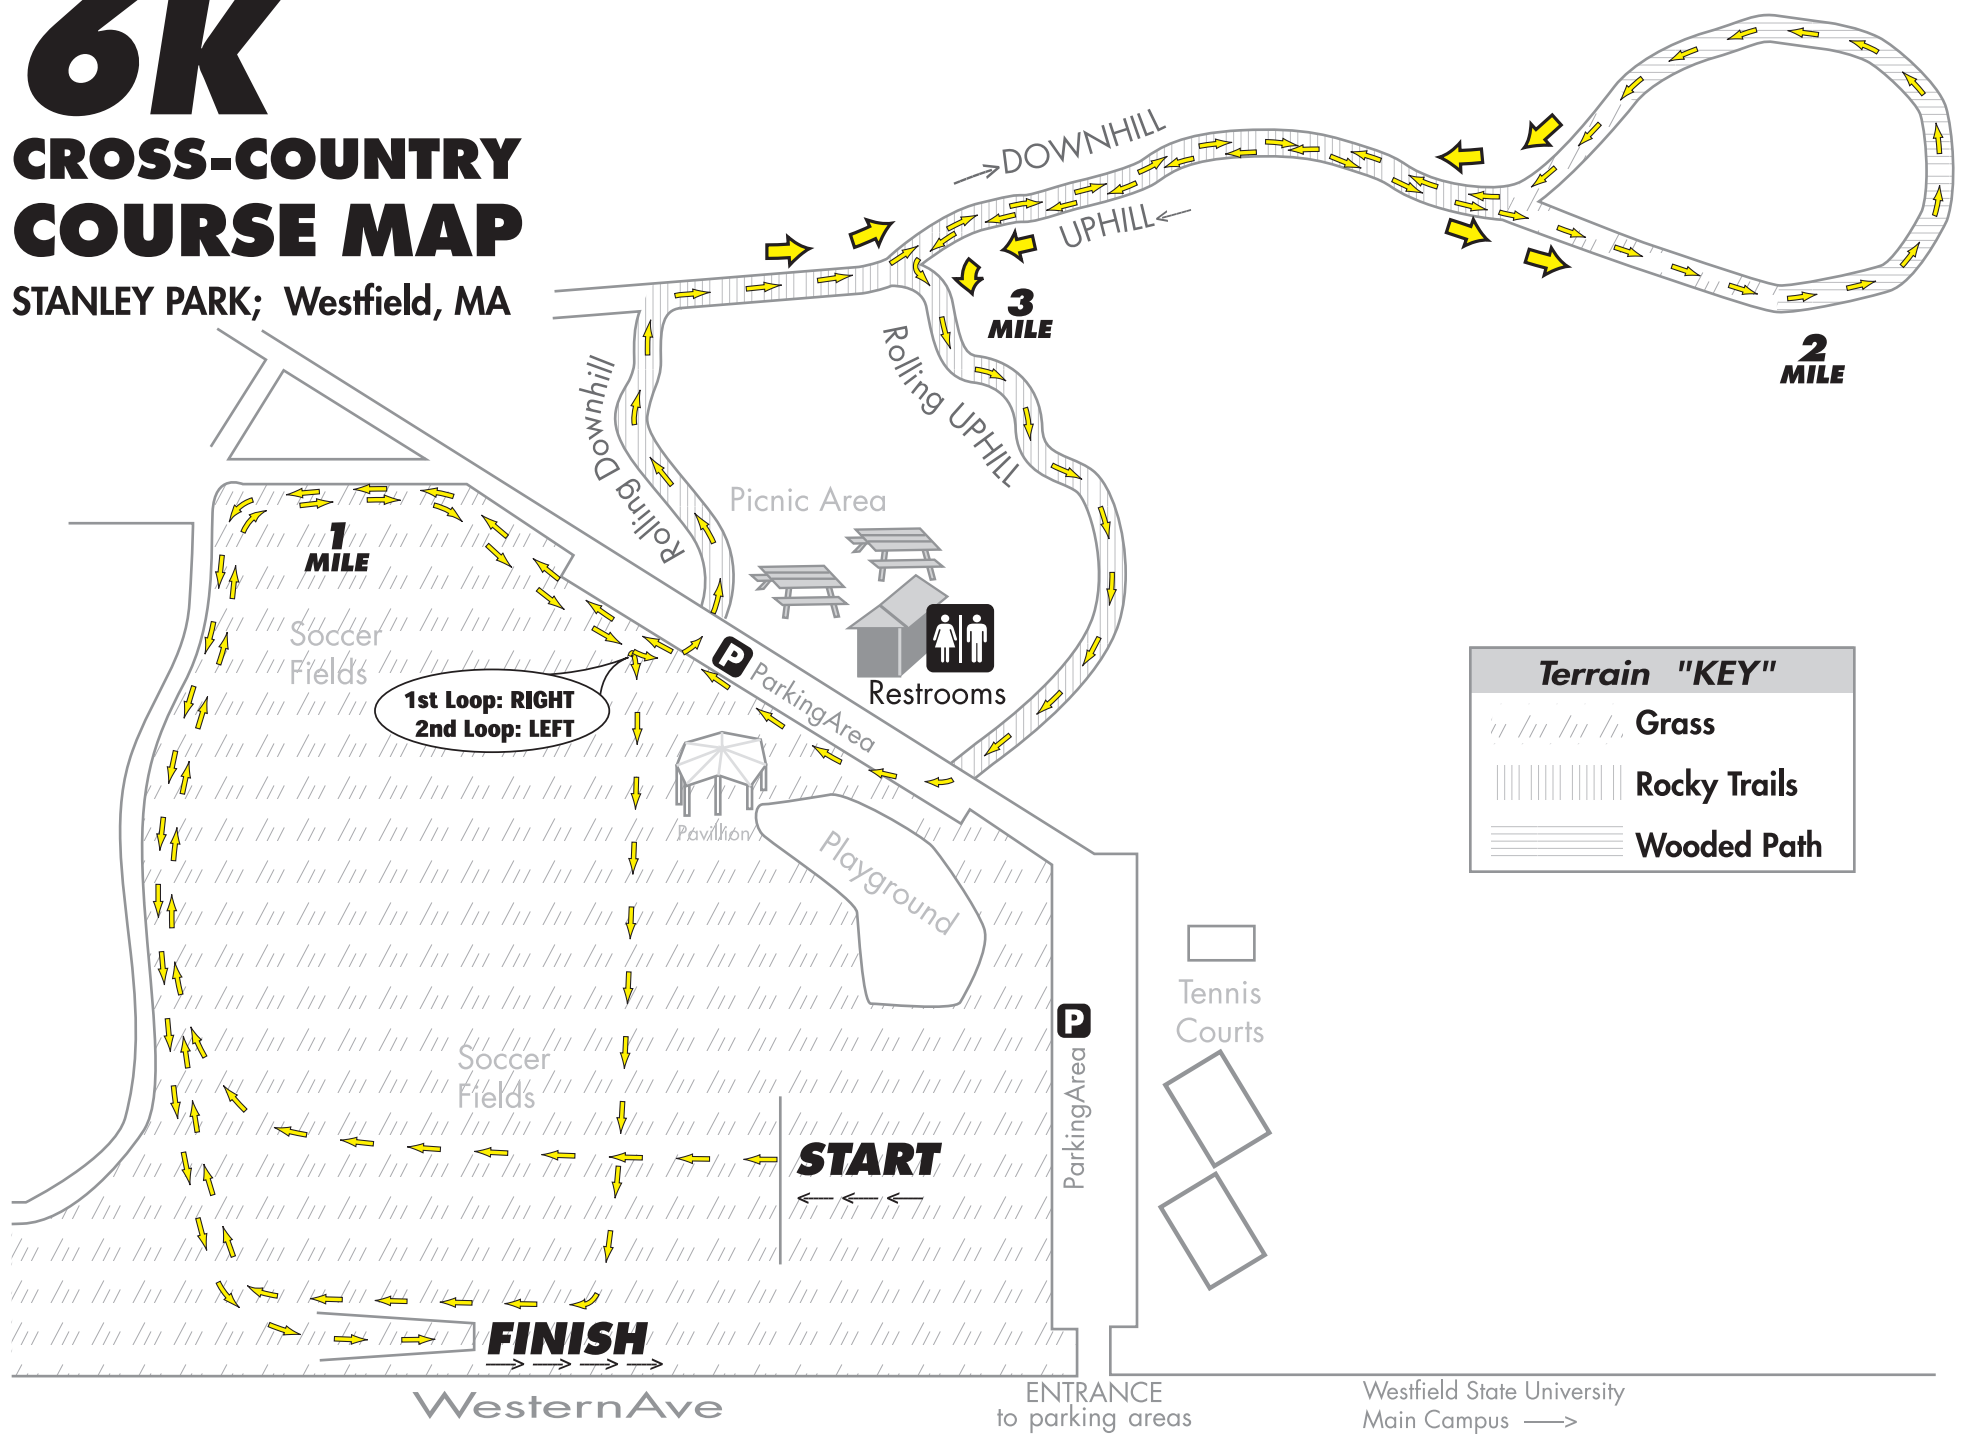 6K
CROSS-COUNTRY
COURSE MAP
STANLEY PARK; Westfield, MA
DOWNHILL
UPHILL
3
MILE
2
MILE
Rolling Downhill
Rolling UPHILL
Picnic Area
1
MILE
Soccer
Fields
P
ParkingArea
Restrooms
1st Loop: RIGHT
2nd Loop: LEFT
Pavillion
Playground
Terrain "KEY"
Grass
Rocky Trails
Wooded Path
Tennis
Courts
P
ParkingArea
Soccer
Fields
START
FINISH
WesternAve
ENTRANCE
to parking areas
Westfield State University
Main Campus